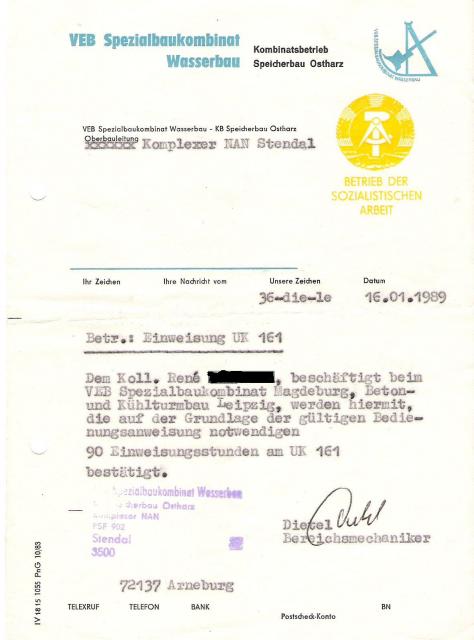 VEB Spezialbaukombinat
Wasserbau
Kombinatsbetrieb
Speicherbau Ostharz
VEB Spezialbaukombinat Wasserbau - KB Speicherbau Ostharz
Oberbauleitung
xxxxxx Komplexer NAN Stendal
BETRIEB DER
SOZIALISTISCHEN
ARBEIT
Ihr Zeichen Ihre Nachricht vom Unsere Zeichen Datum
36-die-le 16.01.1989
Betr.: Einweisung UK 161
Dem Koll. René , beschäftigt beim
VEB Spezialbaukombinat Magdeburg, Beton-
und Kühlturmbau Leipzig, werden hiermit,
die auf der Grundlage der gültigen Bedie-
nungsanweisung notwendigen
90 Einweisungsstunden am UK 161
bestätigt.
Spezialbaukombinat Wasserbau
Ostharz
Komplexer NAN
PSF 902
Stendal
3500
Dietel
Bereichsmechaniker
72137 Arneburg
TELEXRUF TELEFON BANK Postscheck-Konto BN
IV 18 15 1055 PnG 10/83